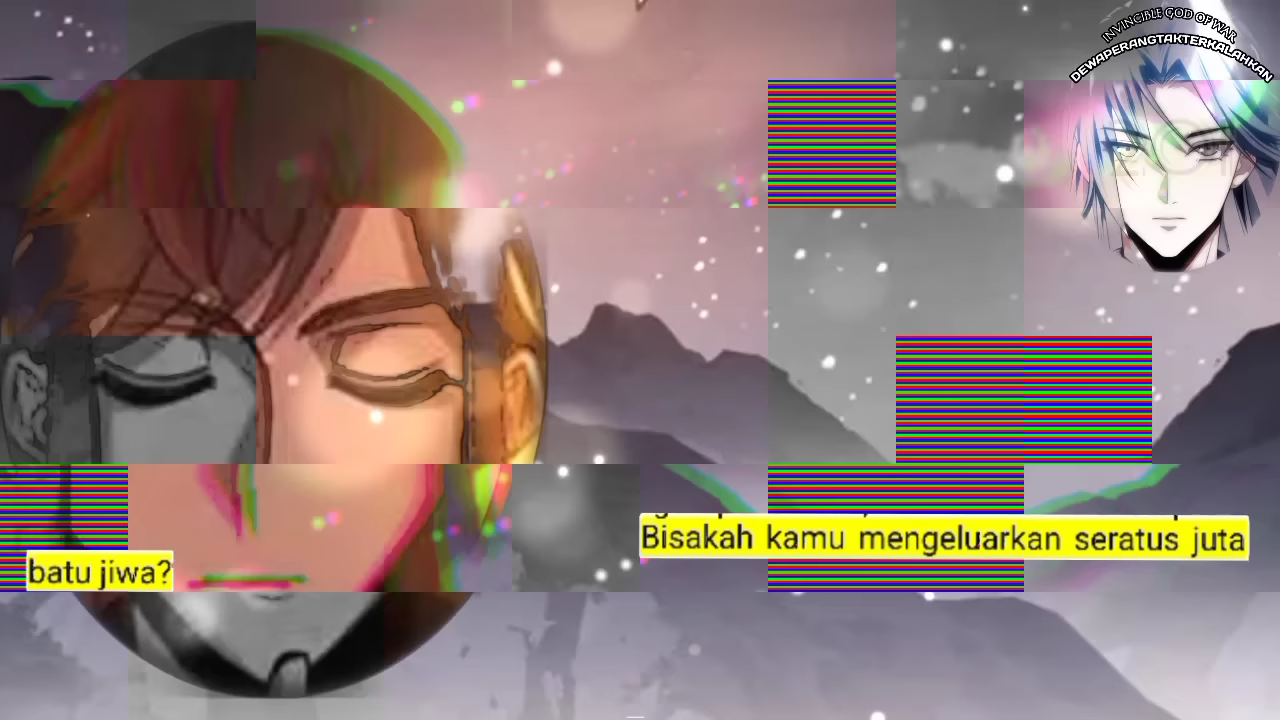 INVINCIBLE GOD OF WAR
DEWAPERANGTAKTERKALAHKAN
Bisakah kamu mengeluarkan seratus juta
batu jiwa?